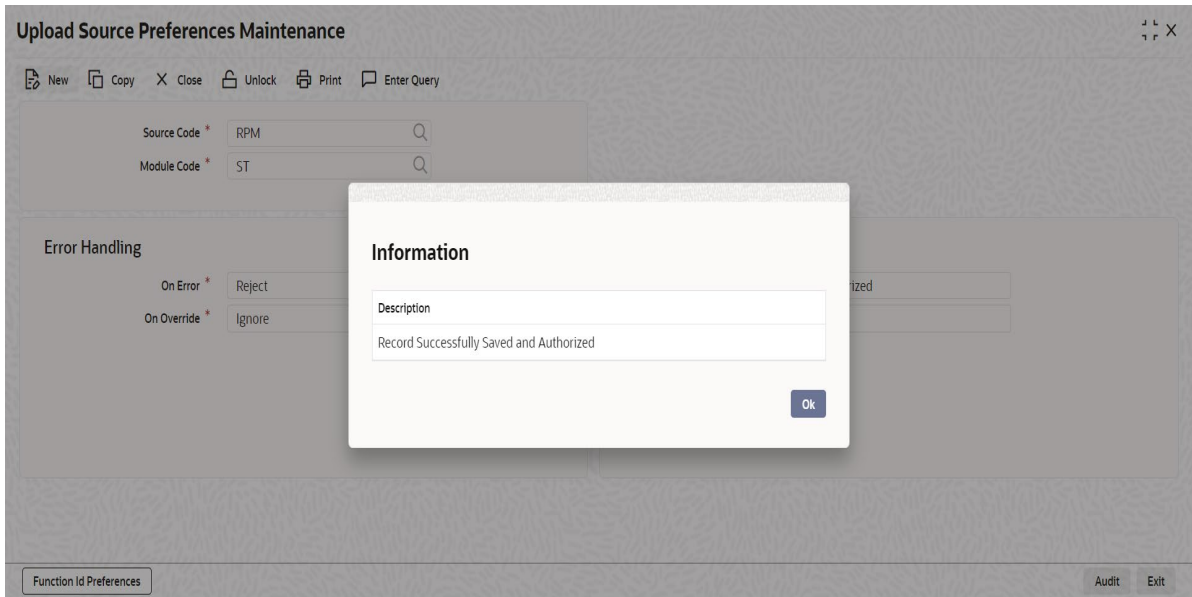 Upload Source Preferences Maintenance
New Copy Close Unlock Print Enter Query
Source Code * RPM
Module Code * ST
Error Handling
On Error * Reject
On Override * Ignore
ized
Information
Description
Record Successfully Saved and Authorized
Ok
Function Id Preferences
Audit Exit